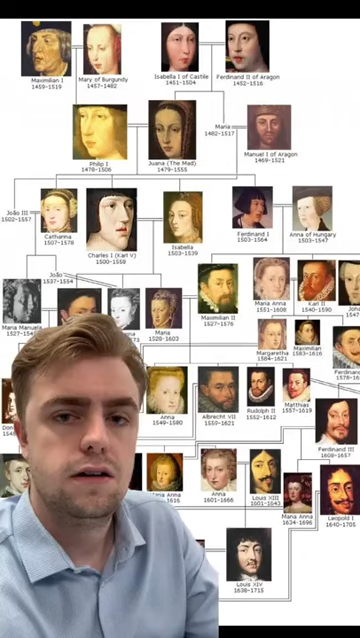 Maximilian I
1459-1519
Mary of Burgundy
1457-1482
Isabella I of Castile
1451-1504
Ferdinand II of Aragon
1452-1516
Philip I
1478-1506
Juana (The Mad)
1479-1555
Maria
1482-1517
Manuel I of Aragon
1469-1521
João III
1502-1557
Catharina
1507-1578
Charles I (Karl V)
1500-1558
Isabella
1503-1539
Ferdinand I
1503-1564
Anna of Hungary
1503-1547
João
1537-1554
Maria Manuela
Maria
1528-1603
Maximilian II
1527-1576
Maria Anna
1551-1608
Karl II
1540-1590
Margaretha
1584-1621
Maximilian
1583-1616
Ferdinand
Anna
1549-1580
Albrecht VII
1559-1621
Rudolph II
1552-1612
Matthias
1557-1619
Ferdinand III
1608-1657
Anna
1601-1666
Louis XIII
1601-1643
Maria Anna
1634-1696
Leopold I
1640-1705
Louis XIV
1638-1715